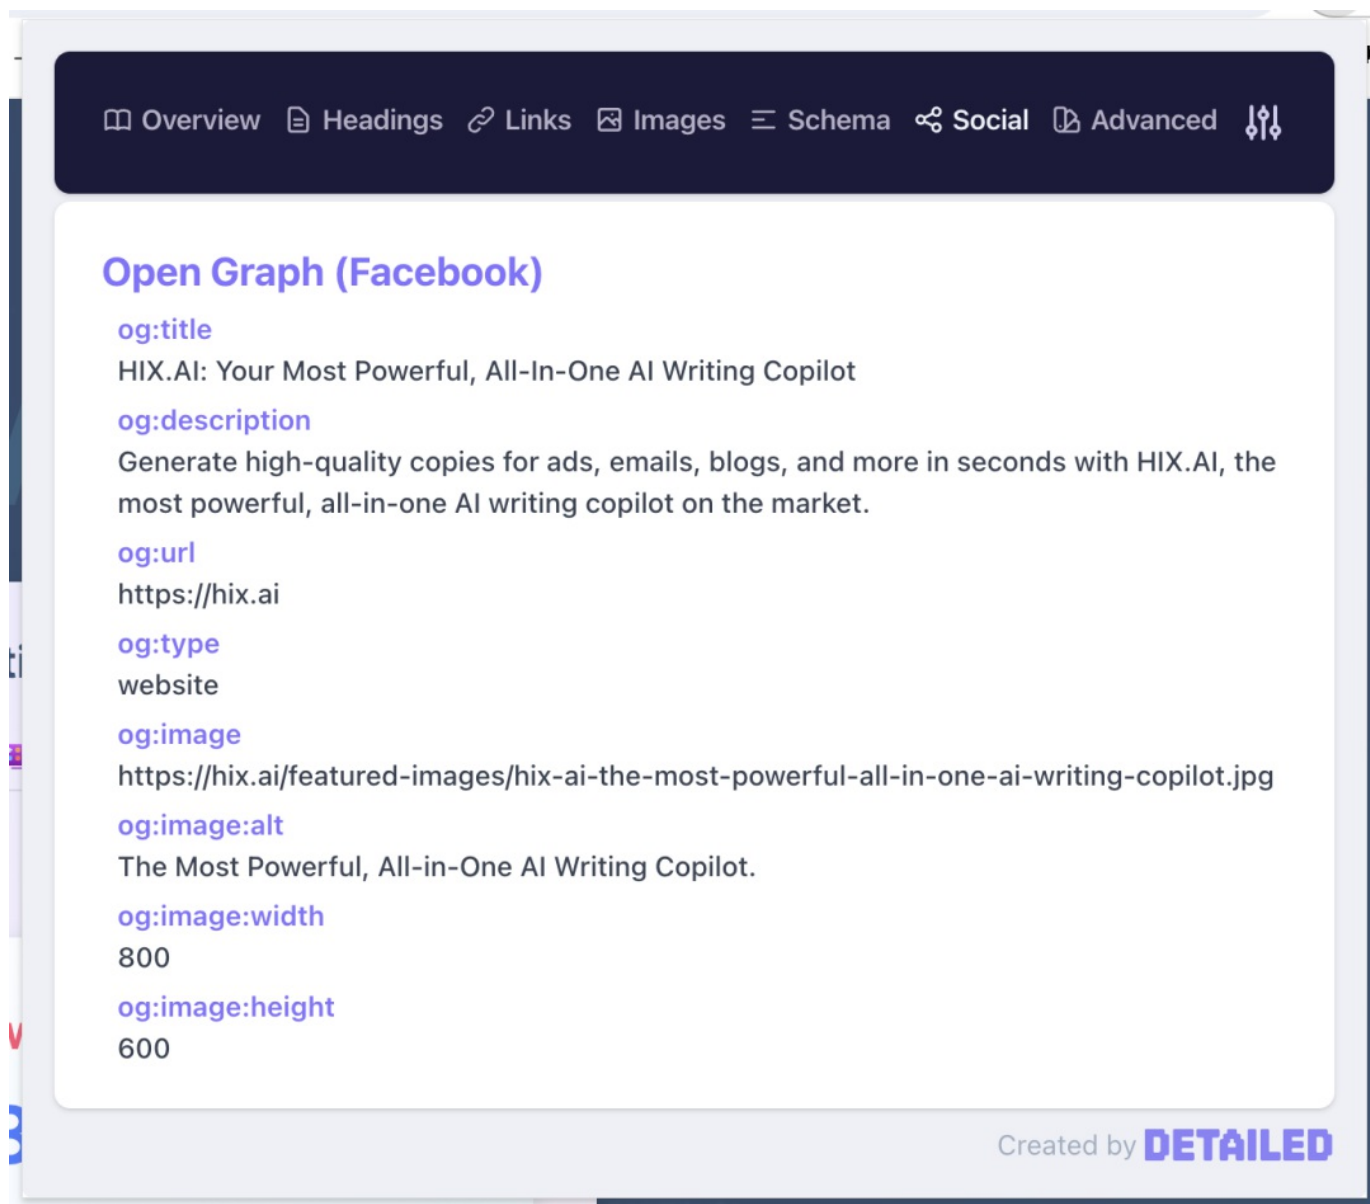 Overview Headings Links Images Schema Social Advanced
Open Graph (Facebook)
og:title
HIX.AI: Your Most Powerful, All-In-One AI Writing Copilot
og:description
Generate high-quality copies for ads, emails, blogs, and more in seconds with HIX.AI, the
most powerful, all-in-one AI writing copilot on the market.
og:url
https://hix.ai
og:type
website
og:image
https://hix.ai/featured-images/hix-ai-the-most-powerful-all-in-one-ai-writing-copilot.jpg
og:image:alt
The Most Powerful, All-in-One AI Writing Copilot.
og:image:width
800
og:image:height
600
Created by DETAILED